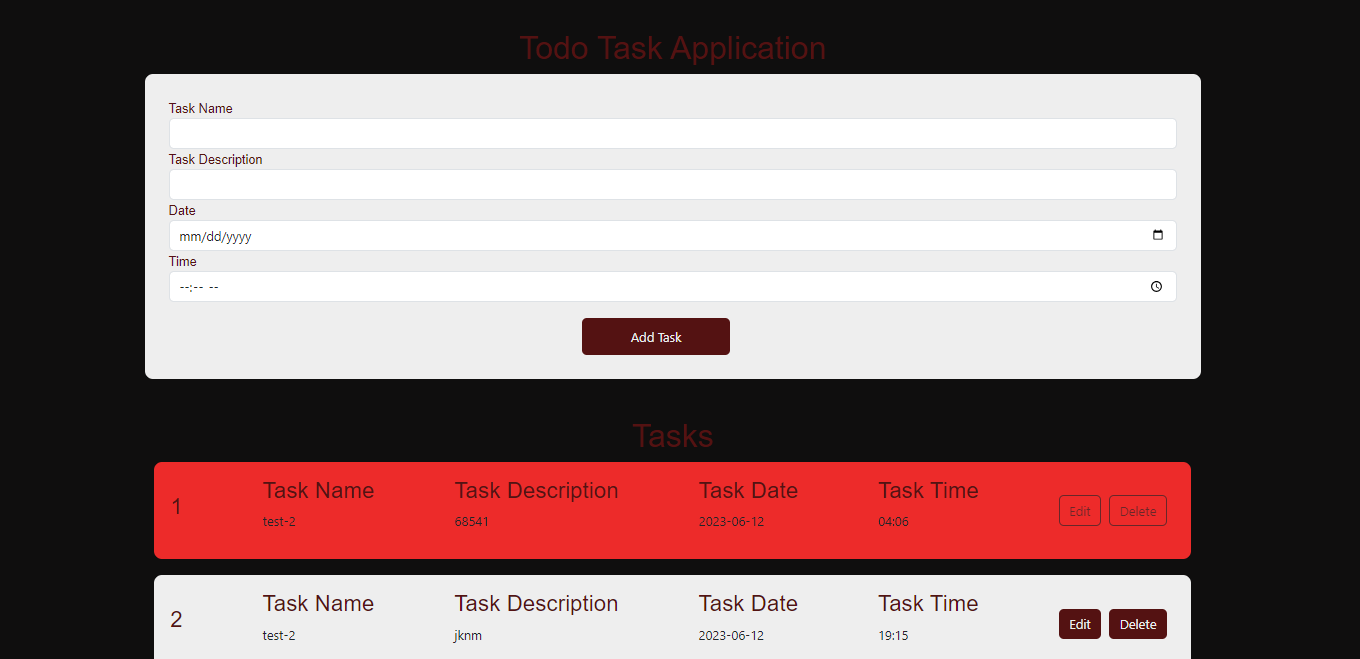 Todo Task Application
Task Name
Task Description
Date
mm/dd/yyyy
Time
--:-- --
Add Task
Tasks
1
Task Name Task Description Task Date Task Time
test-2 68541 2023-06-12 04:06
Edit Delete
2
Task Name Task Description Task Date Task Time
test-2 jknm 2023-06-12 19:15
Edit Delete